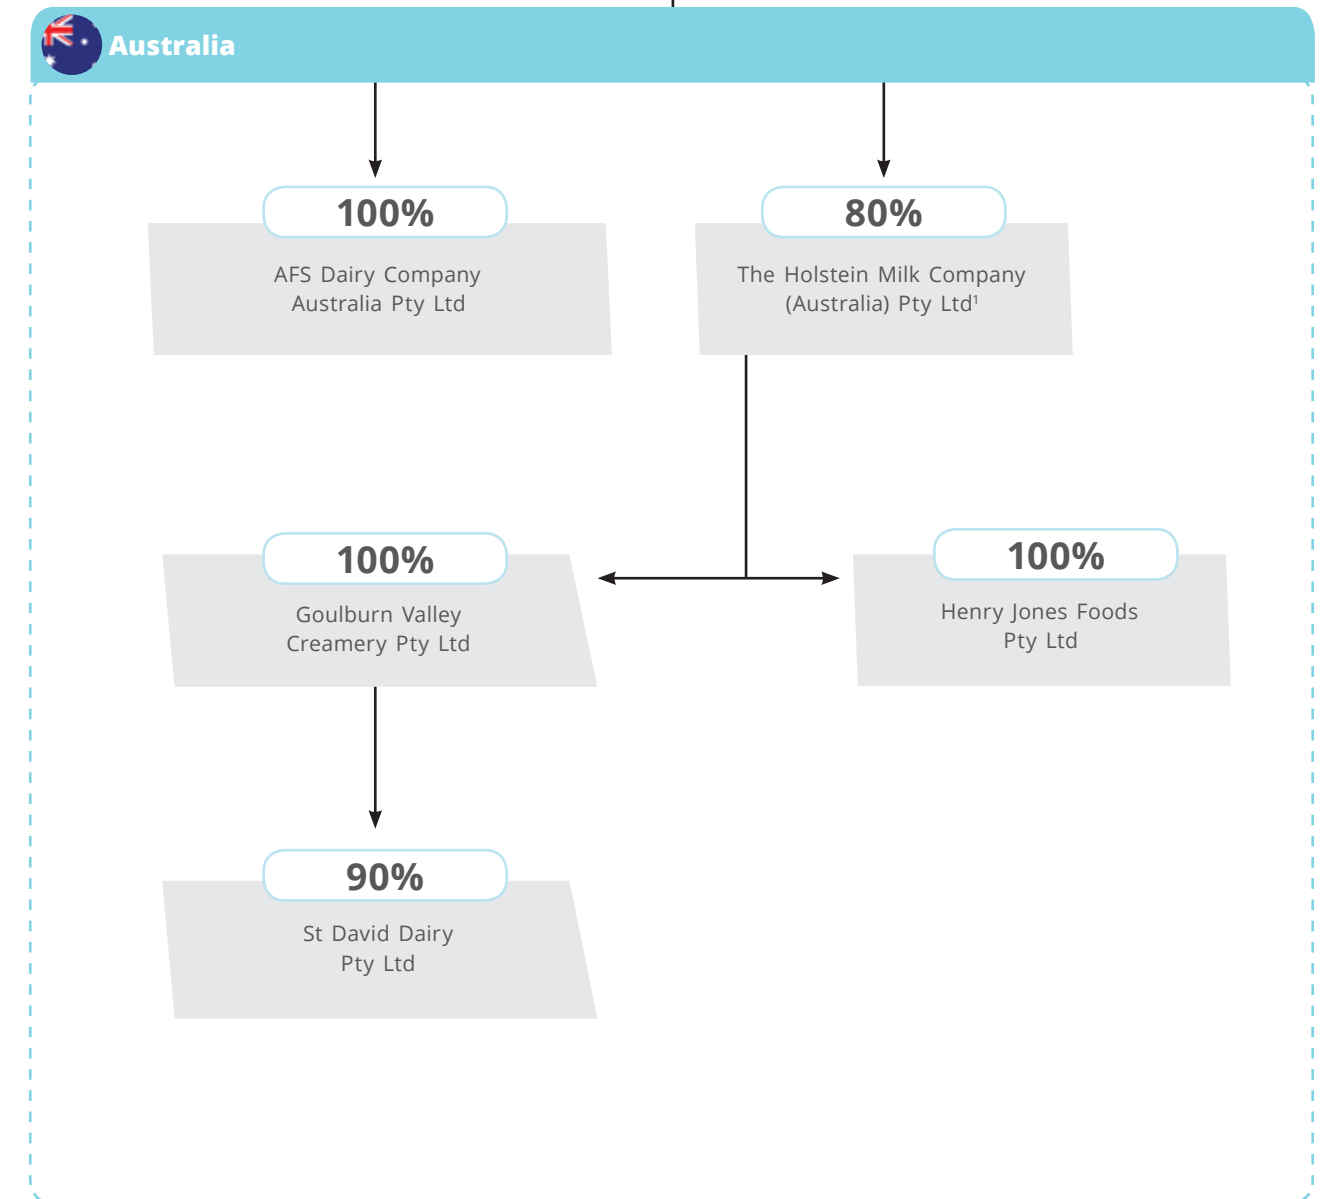 Australia
100%
AFS Dairy Company
Australia Pty Ltd
80%
The Holstein Milk Company
(Australia) Pty Ltd¹
100%
Goulburn Valley
Creamery Pty Ltd
100%
Henry Jones Foods
Pty Ltd
90%
St David Dairy
Pty Ltd